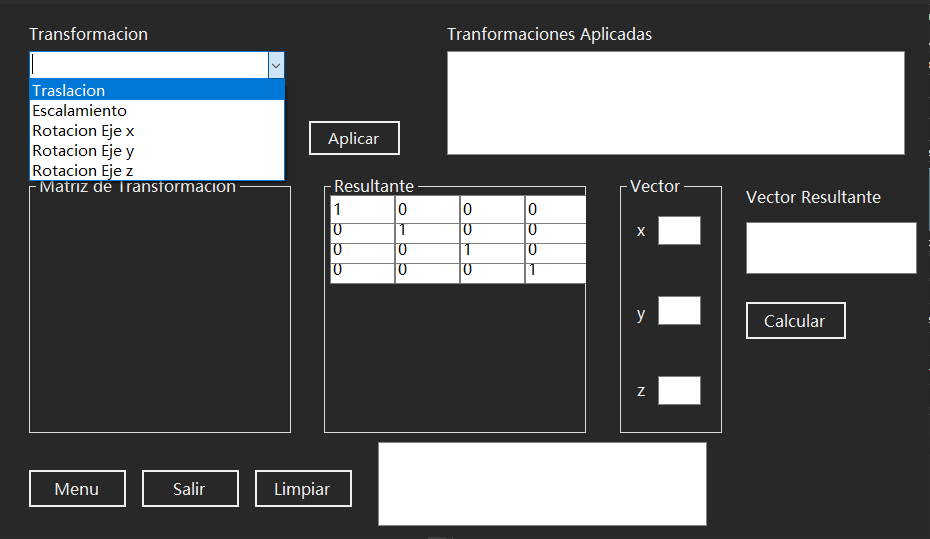 Transformacion
Traslacion
Escalamiento
Rotacion Eje x
Rotacion Eje y
Rotacion Eje z
Aplicar
Tranformaciones Aplicadas
Matriz de Transformacion
Resultante
1 0 0 0
0 1 0 0
0 0 1 0
0 0 0 1
Vector
x
y
z
Vector Resultante
Calcular
Menu
Salir
Limpiar